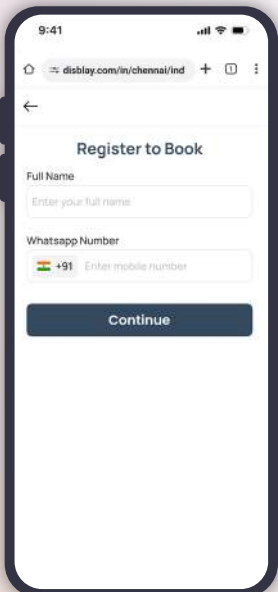 9:41
disblay.com/in/chennai/ind
1
Register to Book
Full Name
Enter your full name
Whatsapp Number
+91 Enter mobile number
Continue